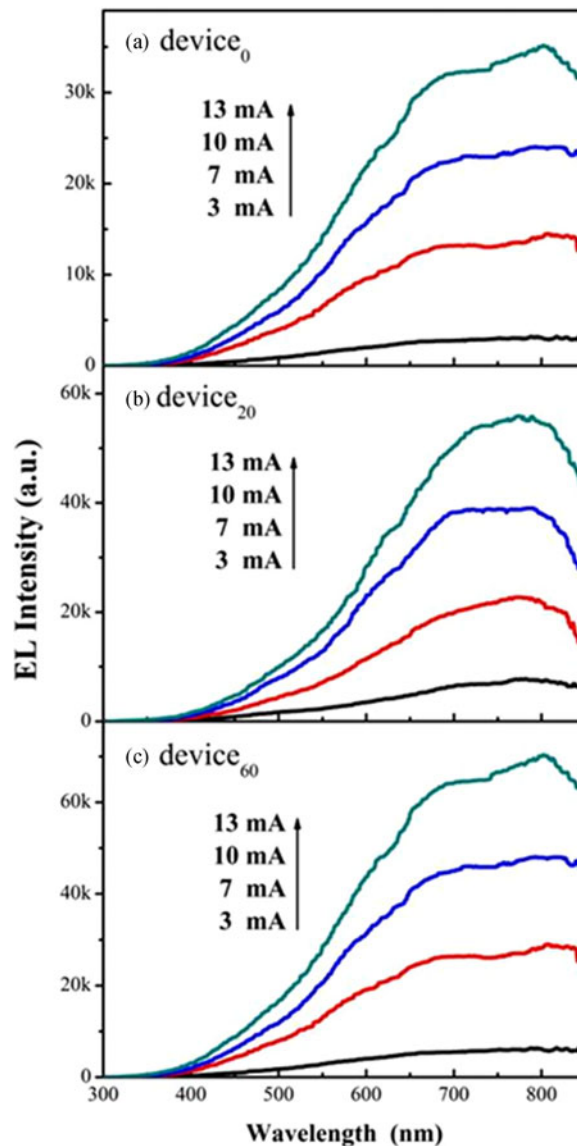 (a) device0
30k
20k
10k
0
13 mA
10 mA
7 mA
3 mA
(b) device20
60k
40k
20k
0
13 mA
10 mA
7 mA
3 mA
(c) device60
60k
40k
20k
0
13 mA
10 mA
7 mA
3 mA
EL Intensity (a.u.)
300 400 500 600 700 800
Wavelength (nm)